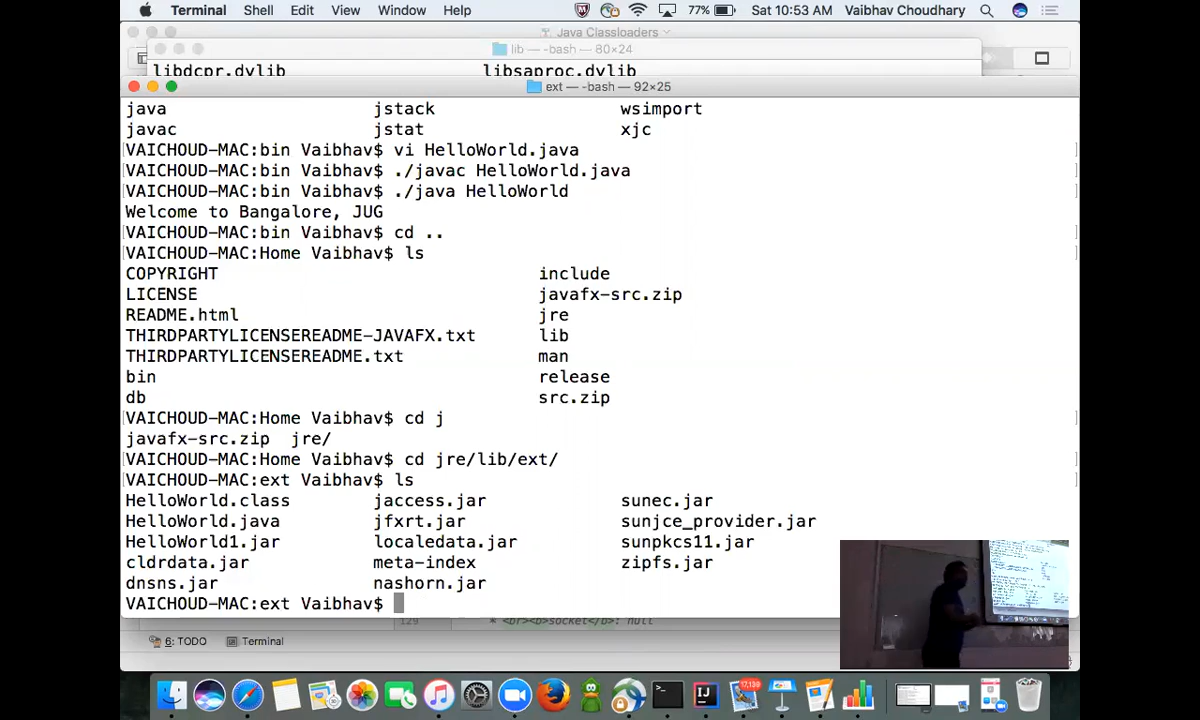 Terminal Shell Edit View Window Help 77% Sat 10:53 AM Vaibhav Choudhary
Java Classloaders
lib — -bash — 80×24
libdcpr.dylib libsaproc.dylib
ext — -bash — 92×25
java jstack wsimport
javac jstat xjc
VAICHOUD-MAC:bin Vaibhav$ vi HelloWorld.java
VAICHOUD-MAC:bin Vaibhav$ ./javac HelloWorld.java
VAICHOUD-MAC:bin Vaibhav$ ./java HelloWorld
Welcome to Bangalore, JUG
VAICHOUD-MAC:bin Vaibhav$ cd ..
VAICHOUD-MAC:Home Vaibhav$ ls
COPYRIGHT include
LICENSE javafx-src.zip
README.html jre
THIRDPARTYLICENSEREADME-JAVAFX.txt lib
THIRDPARTYLICENSEREADME.txt man
bin release
db src.zip
VAICHOUD-MAC:Home Vaibhav$ cd j
javafx-src.zip jre/
VAICHOUD-MAC:Home Vaibhav$ cd jre/lib/ext/
VAICHOUD-MAC:ext Vaibhav$ ls
HelloWorld.class jaccess.jar sunec.jar
HelloWorld.java jfxrt.jar sunjce_provider.jar
HelloWorld1.jar localedata.jar sunpkcs11.jar
cldrdata.jar meta-index zipfs.jar
dnsns.jar nashorn.jar
VAICHOUD-MAC:ext Vaibhav$
129 * <br><b>socket</b>: null
6: TODO Terminal
17,139